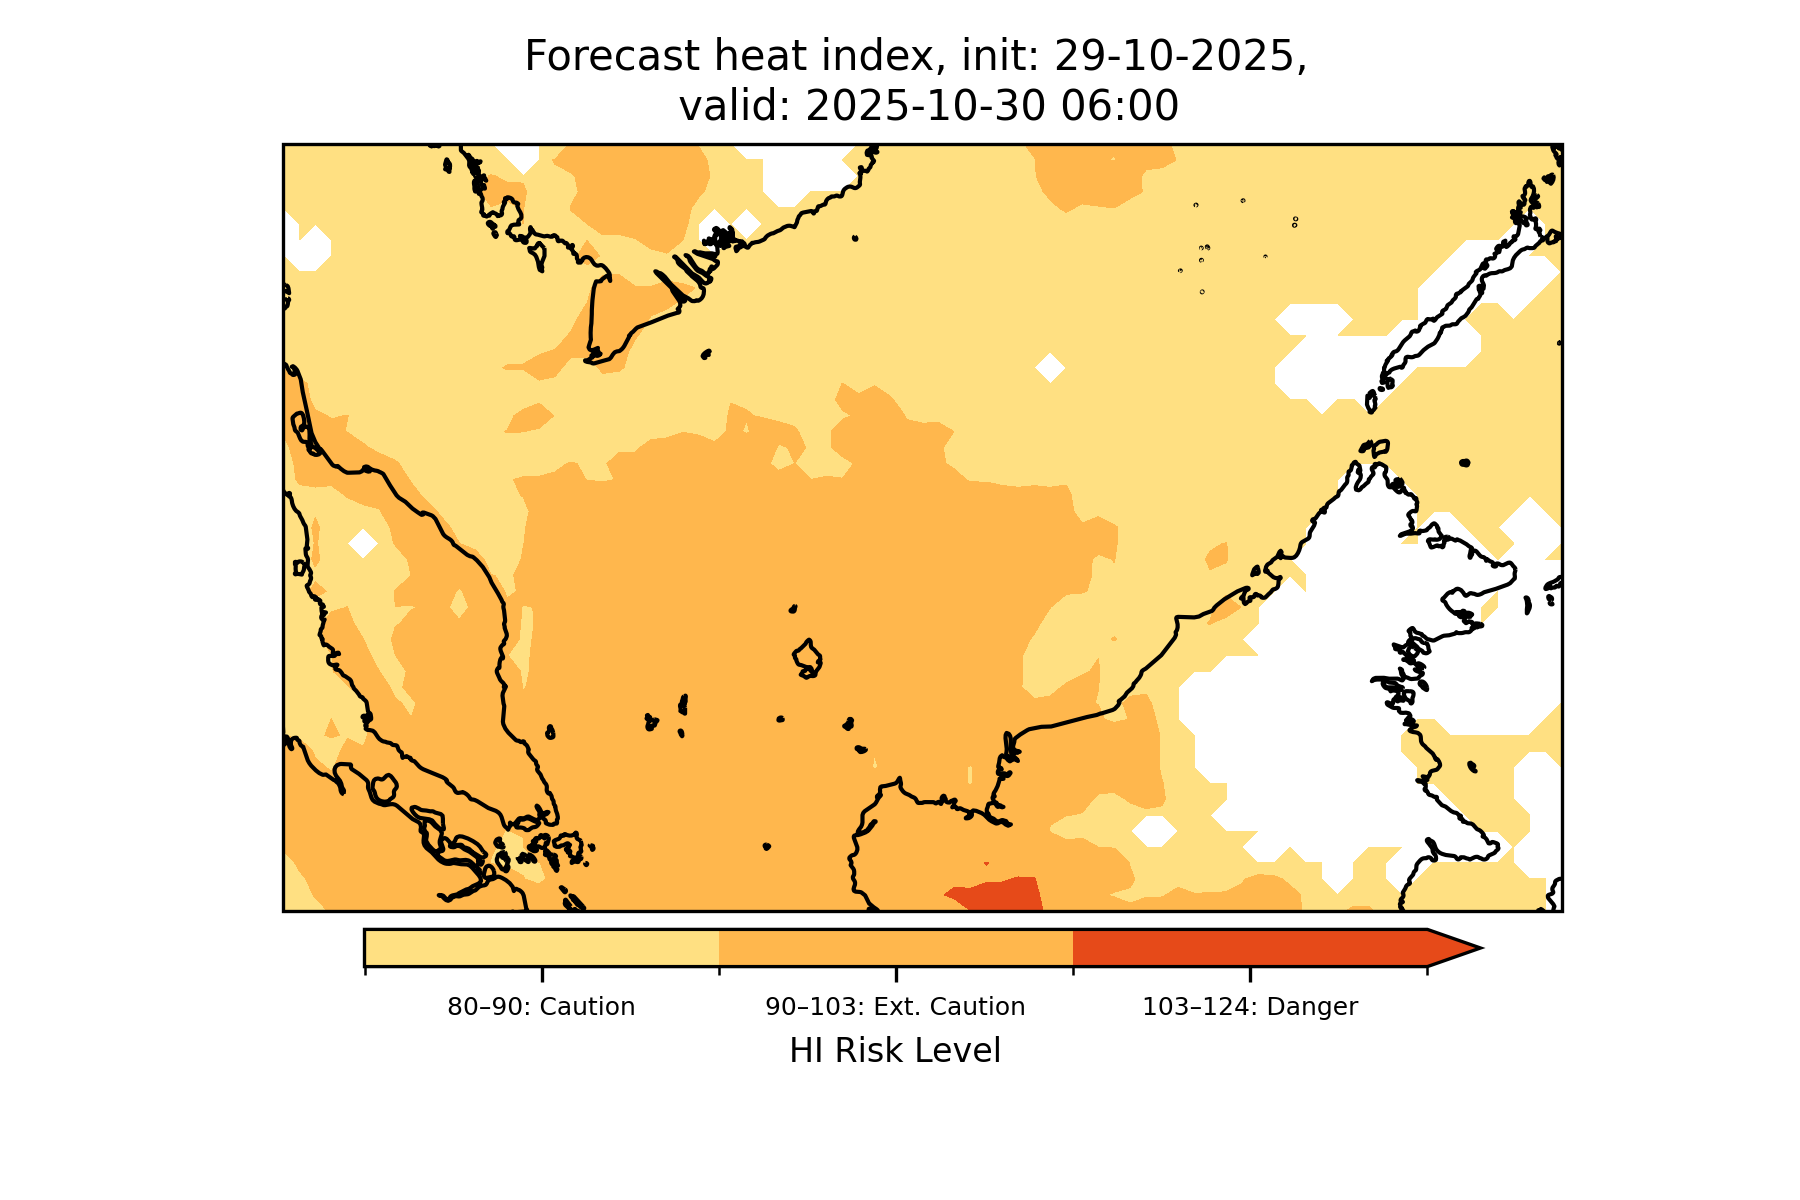 Forecast heat index, init: 29-10-2025,
valid: 2025-10-30 06:00
80–90: Caution
90–103: Ext. Caution
103–124: Danger
HI Risk Level